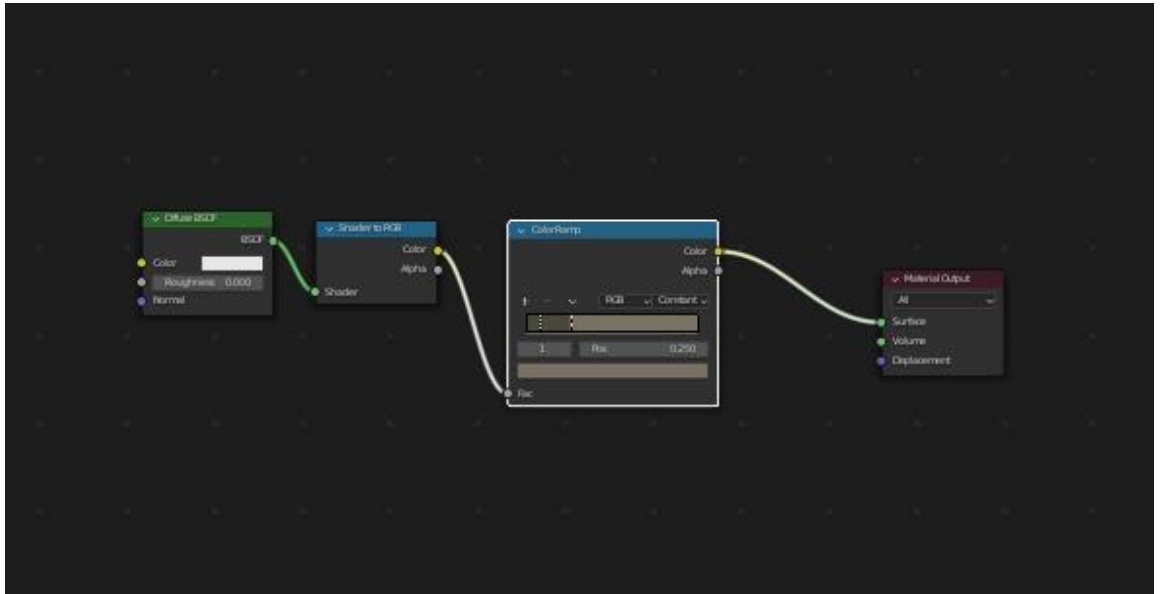 Diffuse BSDF
BSDF
Color
Roughness 0.000
Normal
Shader to RGB
Color
Alpha
Shader
ColorRamp
Color
Alpha
RGB
Constant
1
Pos 0.250
Fac
Material Output
All
Surface
Volume
Displacement